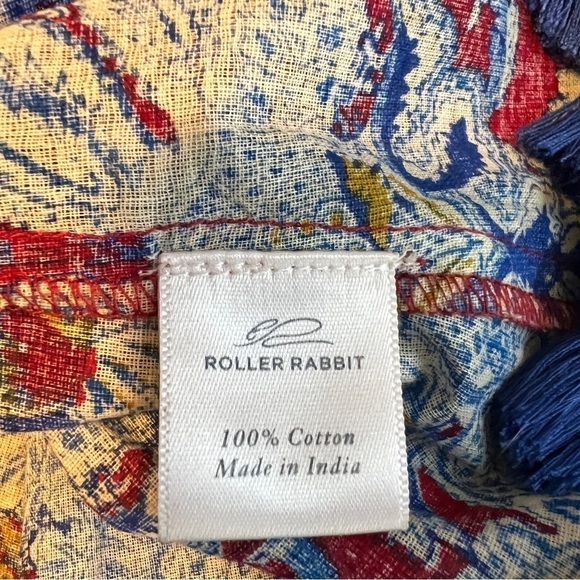 ROLLER RABBIT
100% Cotton
Made in India